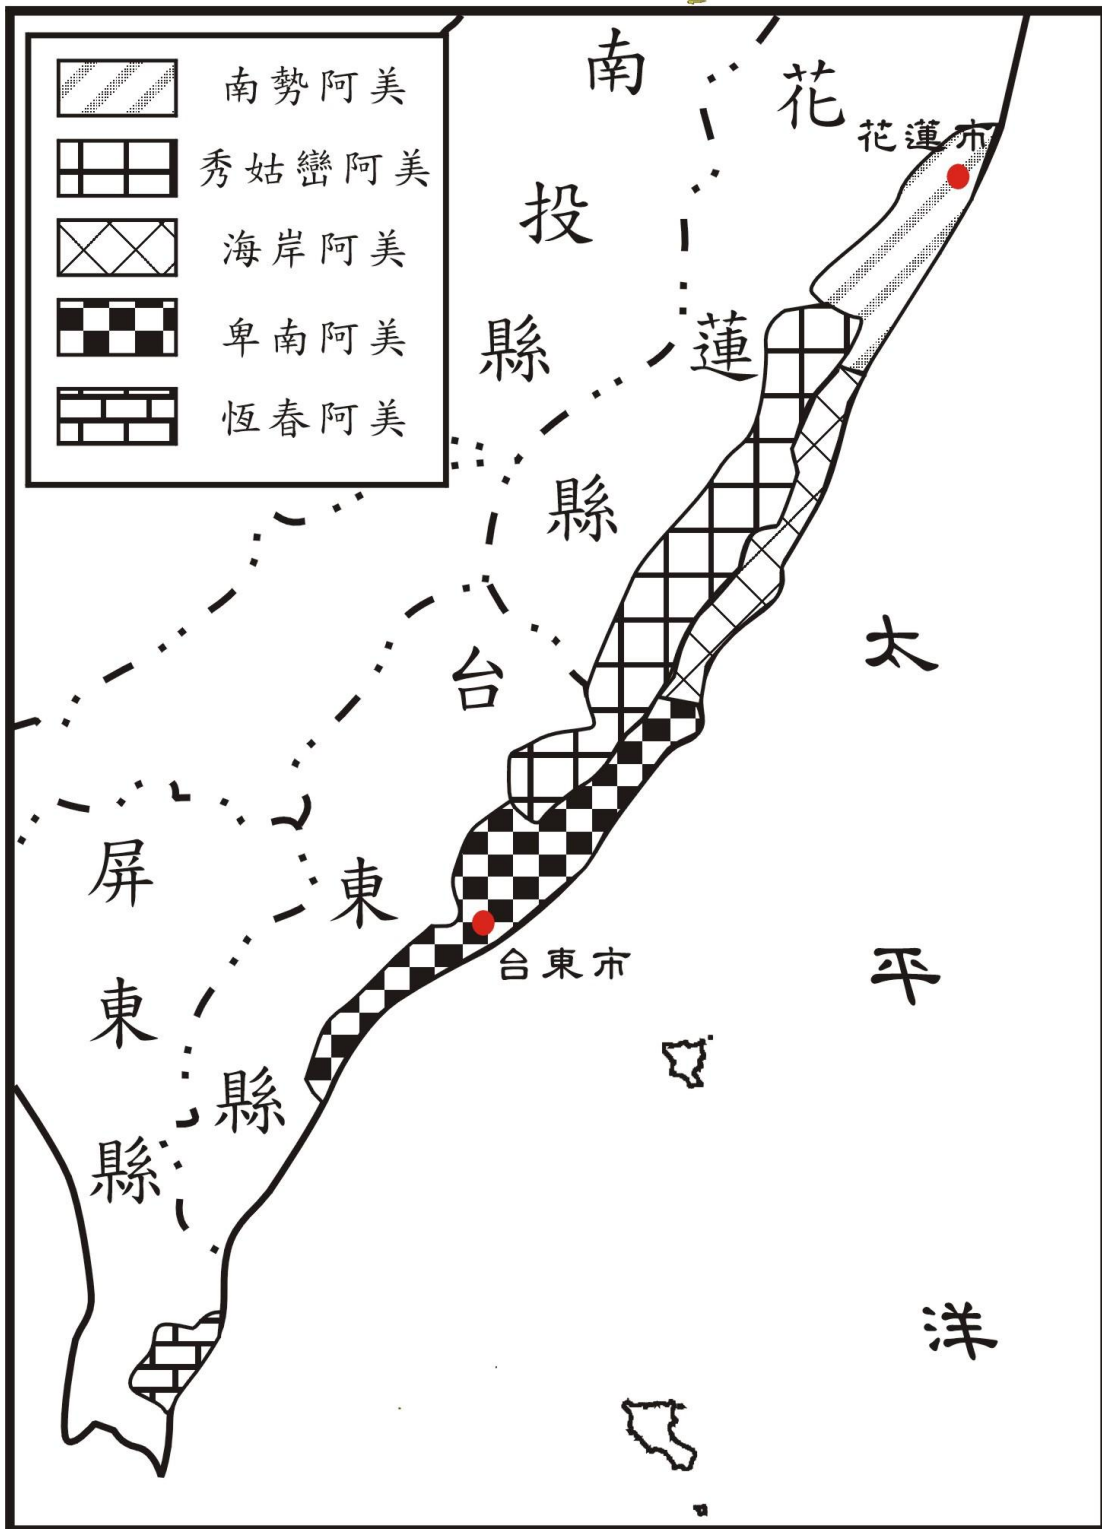 南勢阿美
秀姑巒阿美
海岸阿美
卑南阿美
恆春阿美
南投縣
花蓮縣
花蓮市
台東縣
台東市
屏東縣
太平洋